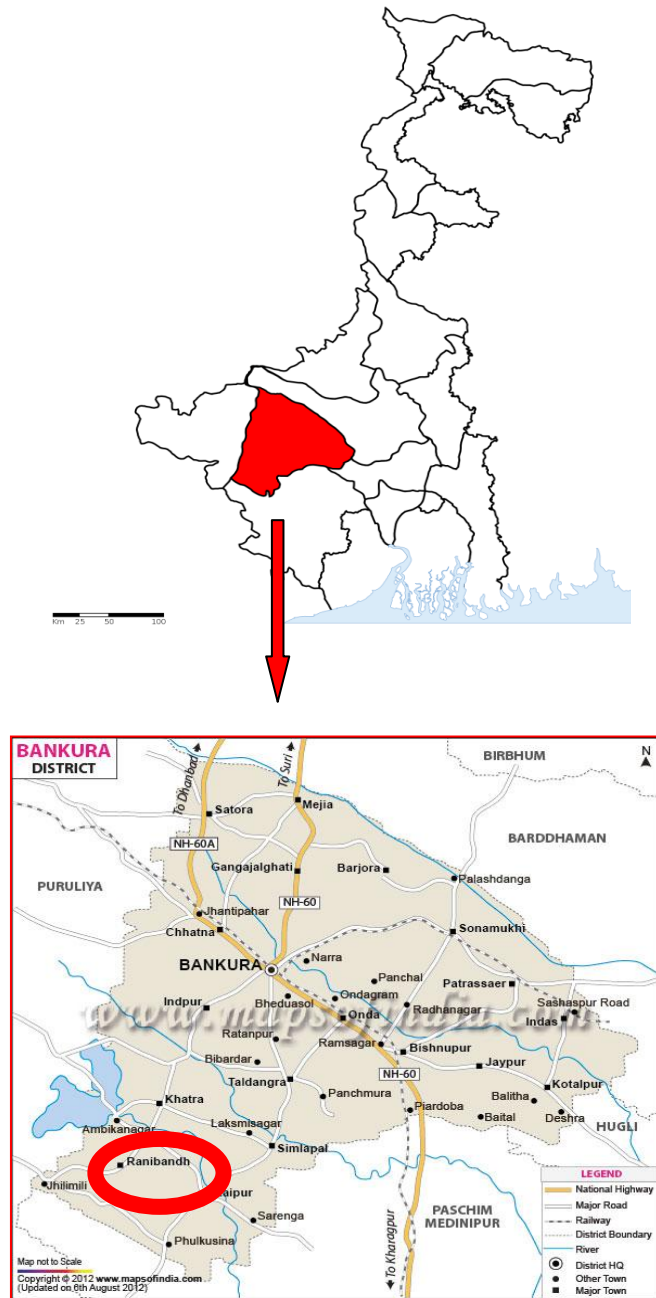 Km 25 50 100
BANKURA
DISTRICT
To Dhanbad
To Suri
BIRBHUM
N
Satora
Mejia
NH-60A
BARDDHAMAN
Gangajalghati
Barjora
Palashdanga
PURULIYA
NH-60
Jhantipahar
Chhatna
Sonamukhi
BANKURA
Narra
Panchal
Patrassaer
Indpur
Bheduasol
Ondagram
Radhanagar
Sashaspur Road
www.mapsofindia.com
Onda
Indas
Ratanpur
Ramsagar
Bishnupur
Bibardar
Jaypur
Taldangra
NH-60
Kotalpur
Khatra
Panchmura
Balitha
Piardoba
Baital
Deshra
HUGLI
Ambikanagar
Laksmisagar
Simlapal
Ranibandh
Jhilimili
aipur
Sarenga
PASCHIM
MEDINIPUR
Phulkusina
To Kharagpur
LEGEND
National Highway
Major Road
Railway
District Boundary
River
District HQ
Other Town
Major Town
Map not to Scale
Copyright © 2012 www.mapsofindia.com
(Updated on 6th August 2012)